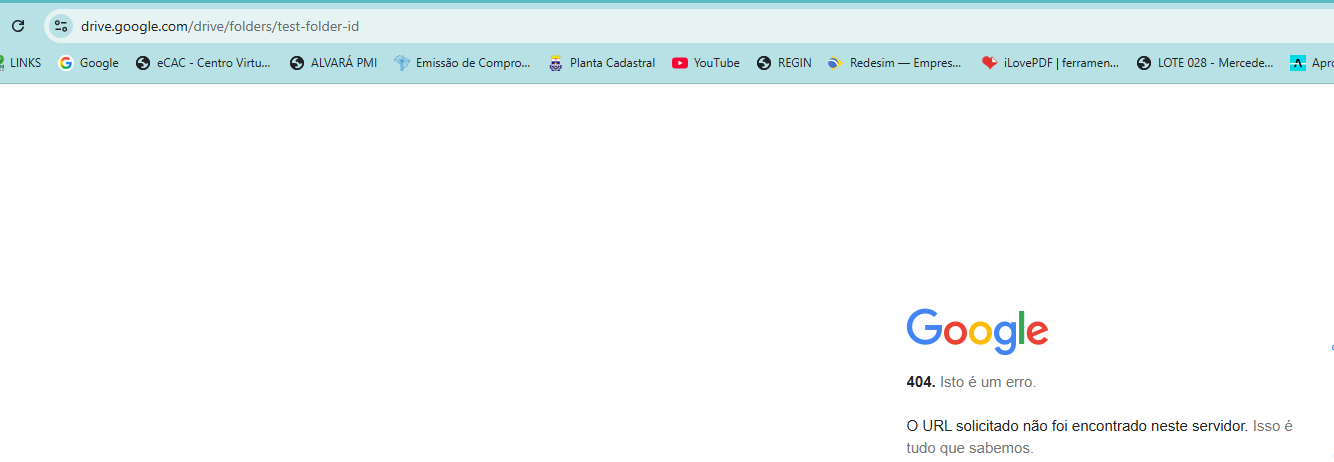 drive.google.com/drive/folders/test-folder-id
LINKS Google eCAC - Centro Virtu... ALVARÁ PMI Emissão de Compro... Planta Cadastral YouTube REGIN Redesim — Empres... iLovePDF | ferramen... LOTE 028 - Mercede...
Google
404. Isto é um erro.
O URL solicitado não foi encontrado neste servidor. Isso é
tudo que sabemos.